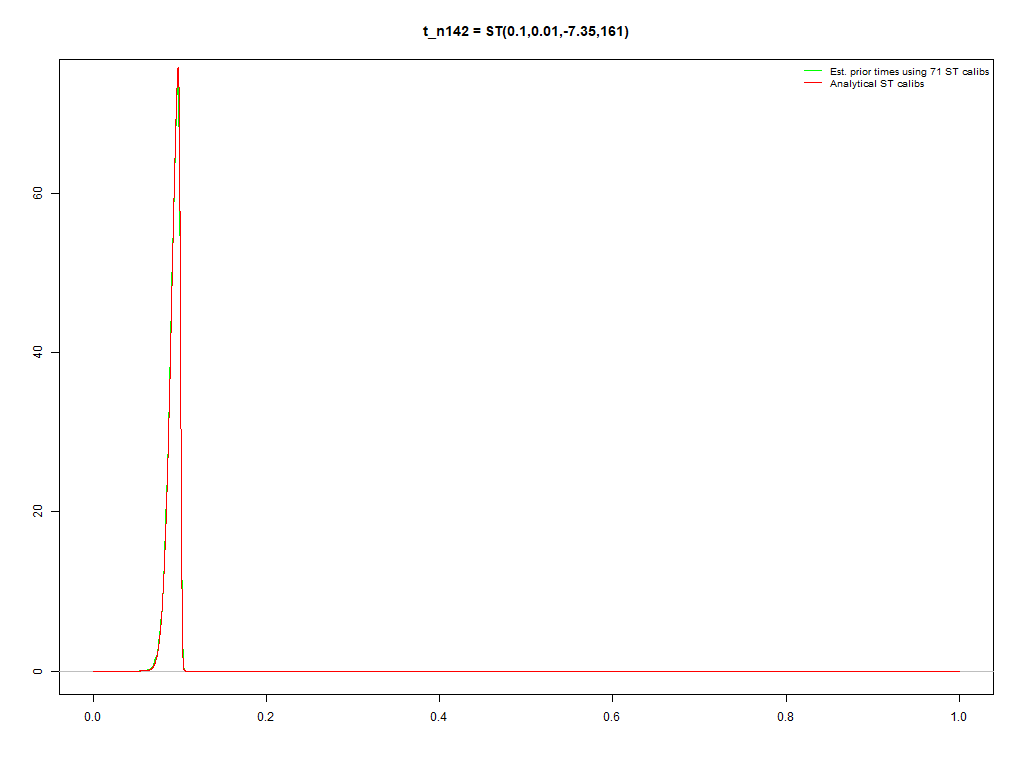 t_n142 = ST(0.1,0.01,-7.35,161)
Est. prior times using 71 ST calibs
Analytical ST calibs
60
40
20
0
0.0 0.2 0.4 0.6 0.8 1.0